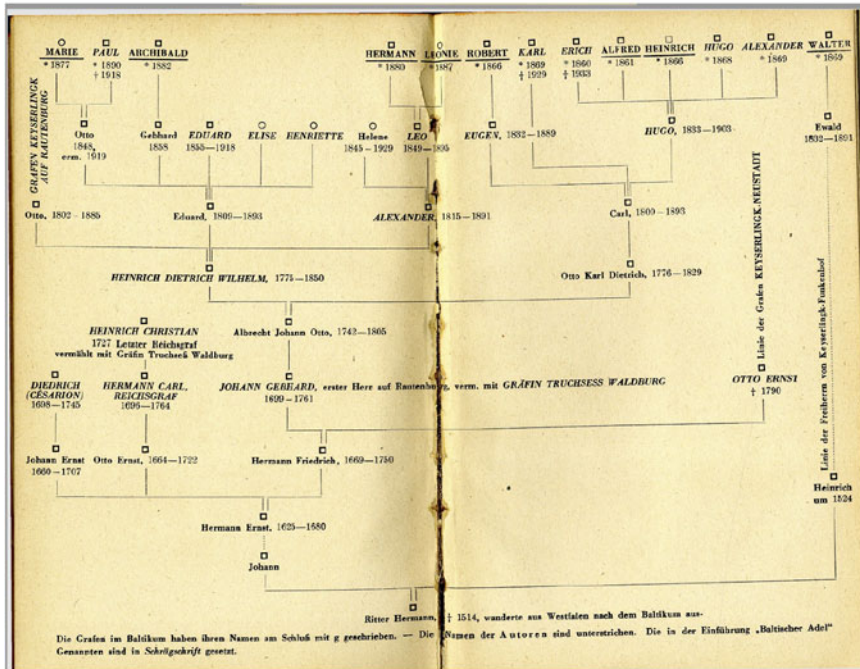 MARIE PAUL ARCHIBALD HERMANN LEONIE ROBERT KARL ERICH ALFRED HEINRICH HUGO ALEXANDER WALTER
*1877 *1890 *1882 *1880 *1887 *1866 *1869 *1860 *1861 *1866 *1868 *1869 *1869
†1918 †1929 †1933
GRAFEN KEYSERLINGK
AUF RAUTENBURG
Otto Gebhard EDUARD ELISE HENRIETTE Helene LEO EUGEN, 1832–1889 HUGO, 1833–1903 Ewald
1848, 1858 1855–1918 1845–1929 1849–1895 1832–1891
erm. 1919
Otto, 1802–1885 Eduard, 1809–1893 ALEXANDER, 1815–1891 Carl, 1809–1893
HEINRICH DIETRICH WILHELM, 1775–1850 Otto Karl Dietrich, 1776–1829
Linie der Grafen KEYSERLINGK-NEUSTADT
Linie der Freiherrn von Keyserlingk-Funkenhof
HEINRICH CHRISTIAN Albrecht Johann Otto, 1742–1805
1727 Letzter Reichsgraf
vermählt mit Gräfin Truchseß Waldburg
DIEDRICH HERMANN CARL, JOHANN GEBHARD, erster Herr auf Rautenburg, verm. mit GRÄFIN TRUCHSESS WALDBURG OTTO ERNST
(CÉSARION) REICHSGRAF 1699–1761 † 1790
1698–1745 1696–1764
Johann Ernst Otto Ernst, 1664–1722 Hermann Friedrich, 1669–1750
1660–1707
Heinrich
um 1524
Hermann Ernst, 1625–1680
Johann
Ritter Hermann, † 1514, wanderte aus Westfalen nach dem Baltikum aus-
Die Grafen im Baltikum haben ihren Namen am Schluß mit g geschrieben. — Die Namen der Autoren sind unterstrichen. Die in der Einführung „Baltischer Adel"
Genannten sind in Schrägschrift gesetzt.